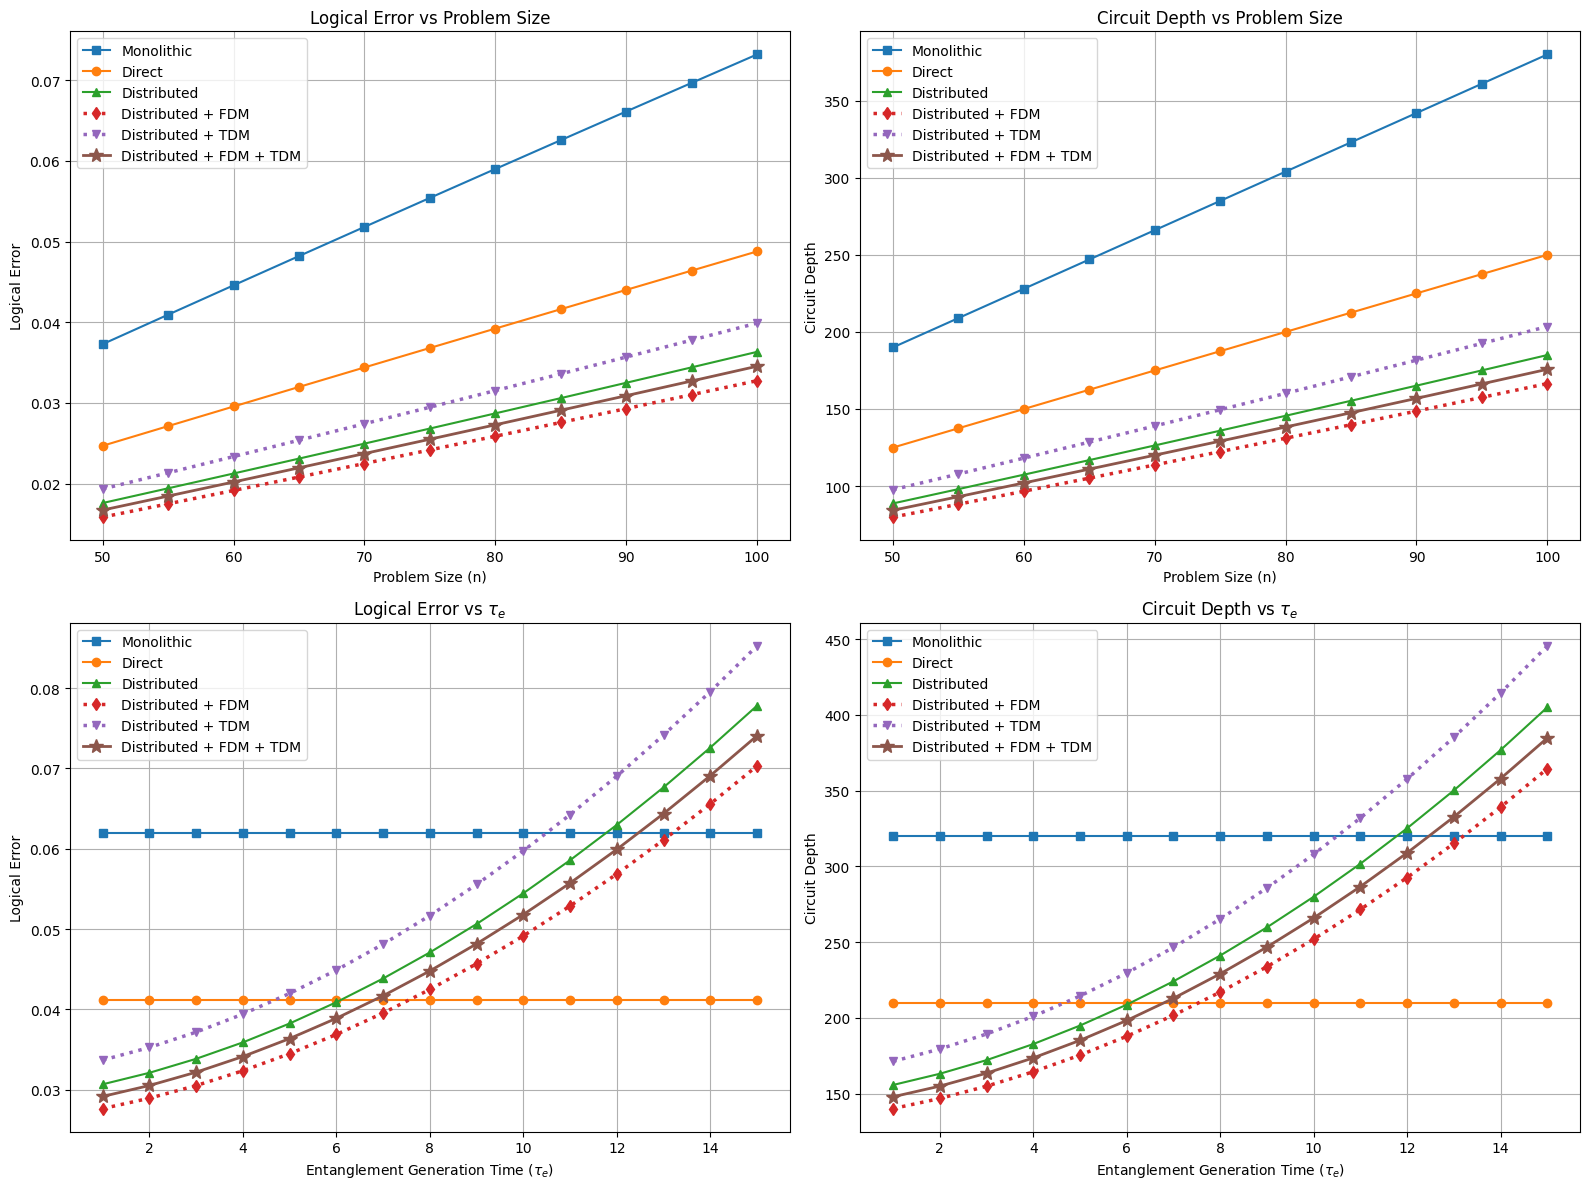 Logical Error vs Problem Size
Monolithic
Direct
Distributed
Distributed + FDM
Distributed + TDM
Distributed + FDM + TDM
0.07
0.06
0.05
0.04
0.03
0.02
Logical Error
50 60 70 80 90 100
Problem Size (n)
Circuit Depth vs Problem Size
Monolithic
Direct
Distributed
Distributed + FDM
Distributed + TDM
Distributed + FDM + TDM
350
300
250
200
150
100
Circuit Depth
50 60 70 80 90 100
Problem Size (n)
Logical Error vs τₑ
Monolithic
Direct
Distributed
Distributed + FDM
Distributed + TDM
Distributed + FDM + TDM
0.08
0.07
0.06
0.05
0.04
0.03
Logical Error
2 4 6 8 10 12 14
Entanglement Generation Time (τₑ)
Circuit Depth vs τₑ
Monolithic
Direct
Distributed
Distributed + FDM
Distributed + TDM
Distributed + FDM + TDM
450
400
350
300
250
200
150
Circuit Depth
2 4 6 8 10 12 14
Entanglement Generation Time (τₑ)